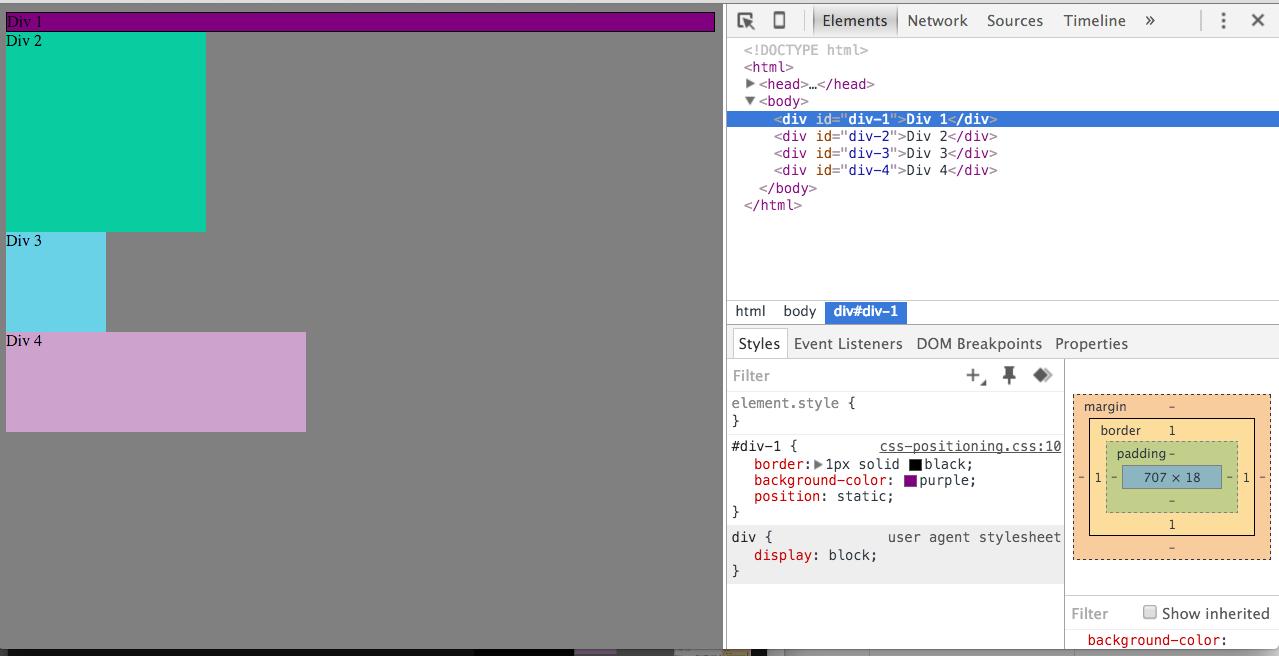 Div 1
Div 2
Div 3
Div 4
Elements Network Sources Timeline »
<!DOCTYPE html>
<html>
▶<head>…</head>
▼<body>
<div id="div-1">Div 1</div>
<div id="div-2">Div 2</div>
<div id="div-3">Div 3</div>
<div id="div-4">Div 4</div>
</body>
</html>
html body div#div-1
Styles Event Listeners DOM Breakpoints Properties
Filter
element.style {
}
#div-1 { css-positioning.css:10
border:▶1px solid black;
background-color: purple;
position: static;
}
div { user agent stylesheet
display: block;
}
margin -
border 1
padding -
- 1 - 707 × 18 - 1 -
-
1
-
Filter Show inherited
background-color: